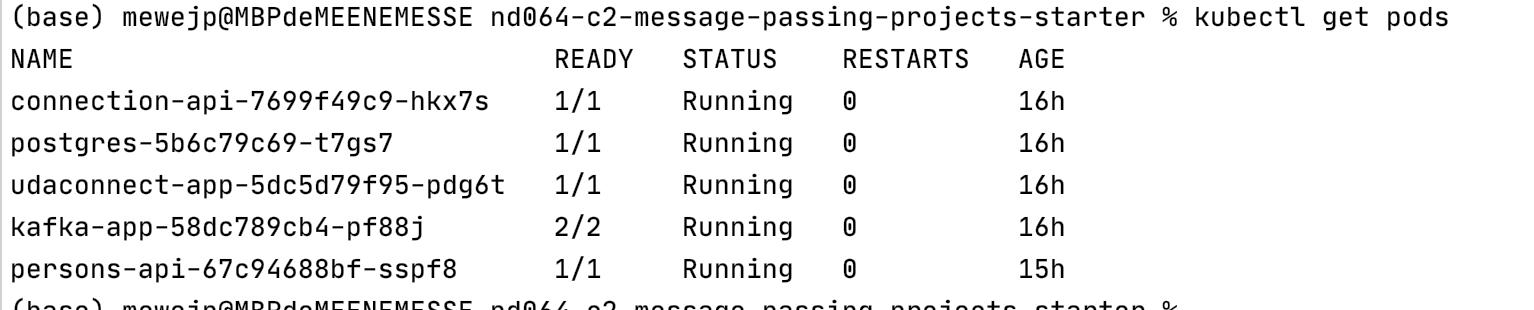 (base) mewejp@MBPdeMEENEMESSE nd064-c2-message-passing-projects-starter % kubectl get pods
NAME READY STATUS RESTARTS AGE
connection-api-7699f49c9-hkx7s 1/1 Running 0 16h
postgres-5b6c79c69-t7gs7 1/1 Running 0 16h
udaconnect-app-5dc5d79f95-pdg6t 1/1 Running 0 16h
kafka-app-58dc789cb4-pf88j 2/2 Running 0 16h
persons-api-67c94688bf-sspf8 1/1 Running 0 15h
(base) mewejp@MBPdeMEENEMESSE nd064-c2-message-passing-projects-starter %